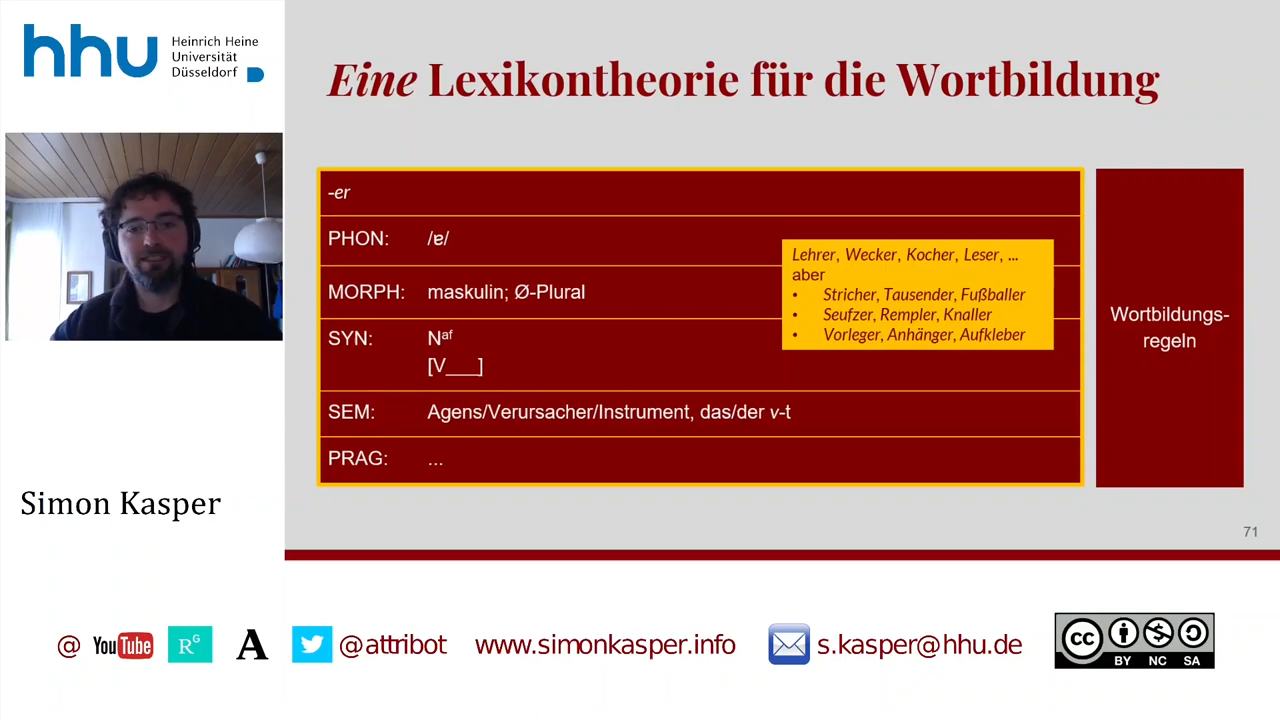 hhu Heinrich Heine
Universität
Düsseldorf
Eine Lexikontheorie für die Wortbildung
-er
PHON: /ɐ/
MORPH: maskulin; Ø-Plural
SYN: Nᵃᶠ
[V___]
SEM: Agens/Verursacher/Instrument, das/der v-t
PRAG: ...
Lehrer, Wecker, Kocher, Leser, ...
aber
• Stricher, Tausender, Fußballer
• Seufzer, Rempler, Knaller
• Vorleger, Anhänger, Aufkleber
Wortbildungs-
regeln
Simon Kasper
71
@ YouTube RG A @attribot www.simonkasper.info s.kasper@hhu.de
cc BY NC SA